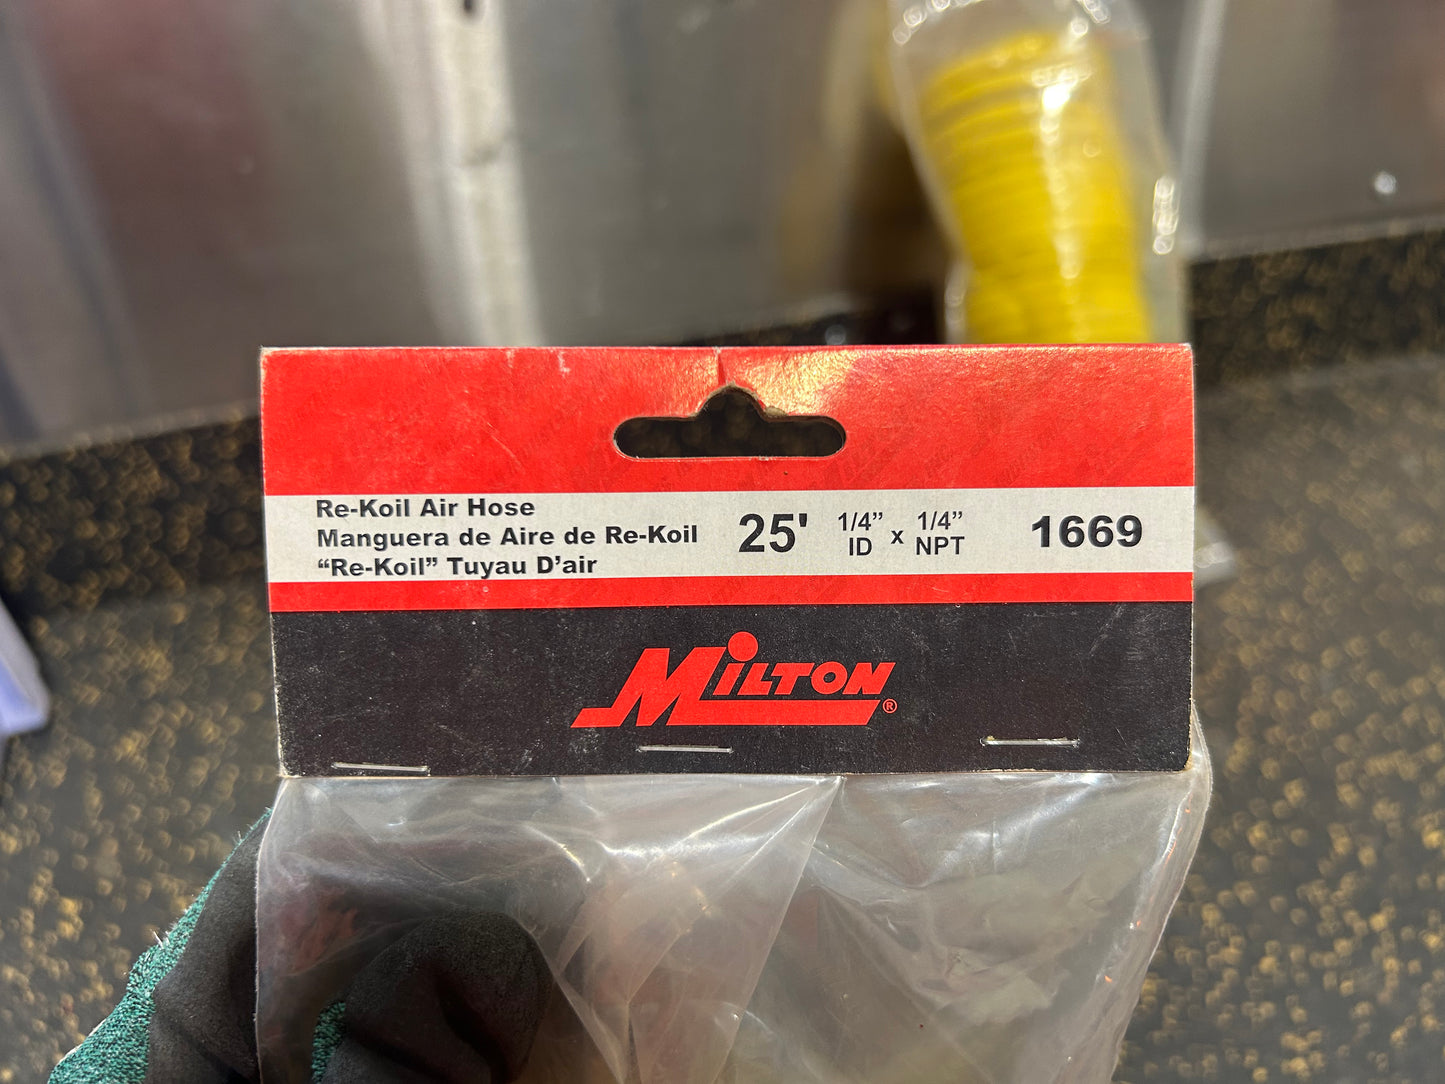 Re-Koil Air Hose
Manguera de Aire de Re-Koil
“Re-Koil” Tuyau D’air
25' 1/4” ID x 1/4” NPT
1669
MiLTON®